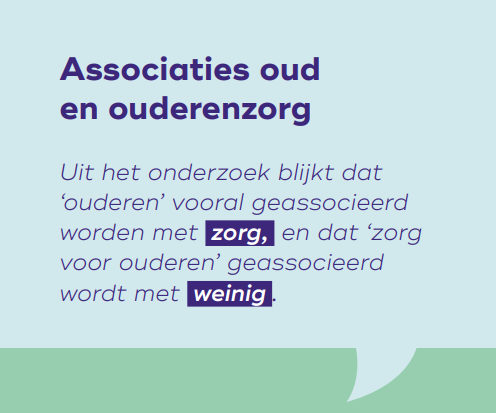 Associaties oud
en ouderenzorg
Uit het onderzoek blijkt dat
‘ouderen’ vooral geassocieerd
worden met zorg, en dat ‘zorg
voor ouderen’ geassocieerd
wordt met weinig.